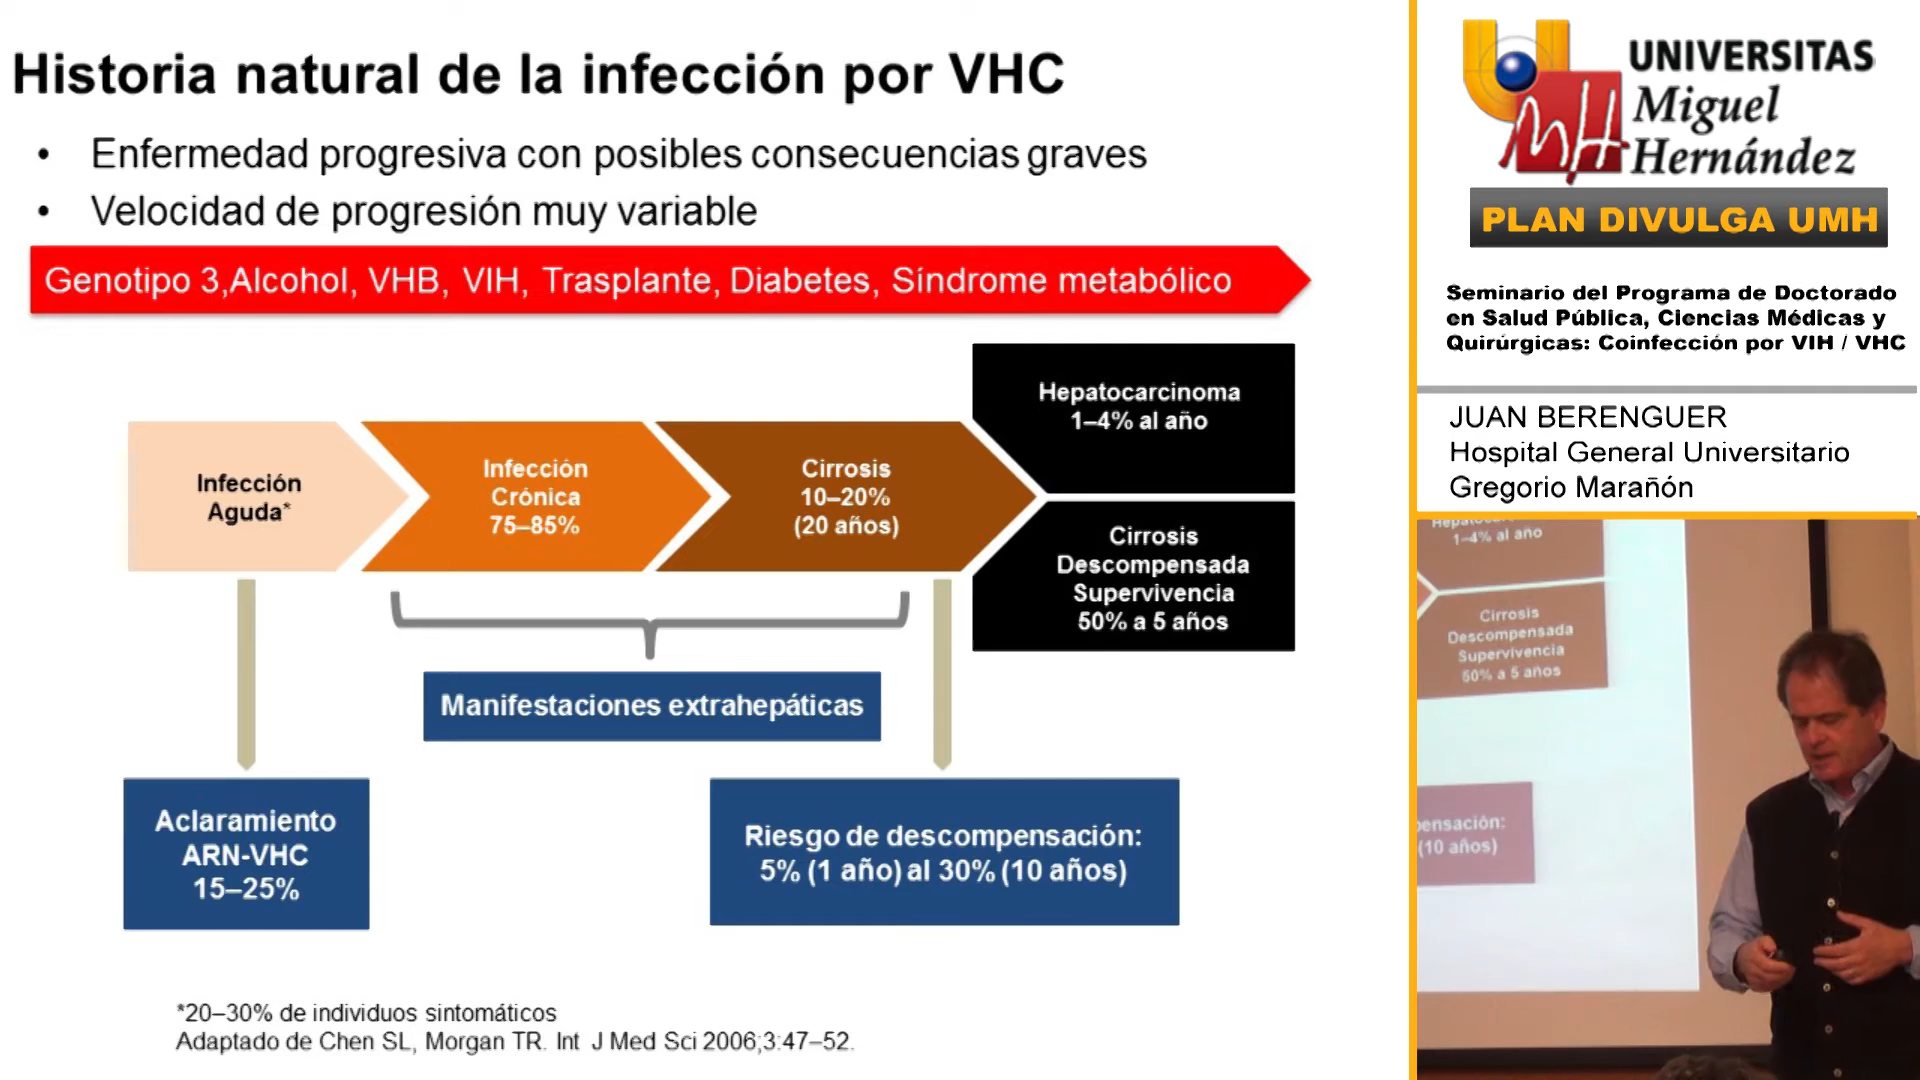 Historia natural de la infección por VHC
• Enfermedad progresiva con posibles consecuencias graves
• Velocidad de progresión muy variable
Genotipo 3,Alcohol, VHB, VIH, Trasplante, Diabetes, Síndrome metabólico
Infección
Aguda*
Infección
Crónica
75–85%
Cirrosis
10–20%
(20 años)
Hepatocarcinoma
1–4% al año
Cirrosis
Descompensada
Supervivencia
50% a 5 años
Manifestaciones extrahepáticas
Aclaramiento
ARN-VHC
15–25%
Riesgo de descompensación:
5% (1 año) al 30% (10 años)
*20–30% de individuos sintomáticos
Adaptado de Chen SL, Morgan TR. Int J Med Sci 2006;3:47–52.
UNIVERSITAS
Miguel
Hernández
PLAN DIVULGA UMH
Seminario del Programa de Doctorado
en Salud Pública, Ciencias Médicas y
Quirúrgicas: Coinfección por VIH / VHC
JUAN BERENGUER
Hospital General Universitario
Gregorio Marañón
1–4% al año
Cirrosis
Descompensada
Supervivencia
50% a 5 años
pensación:
(10 años)